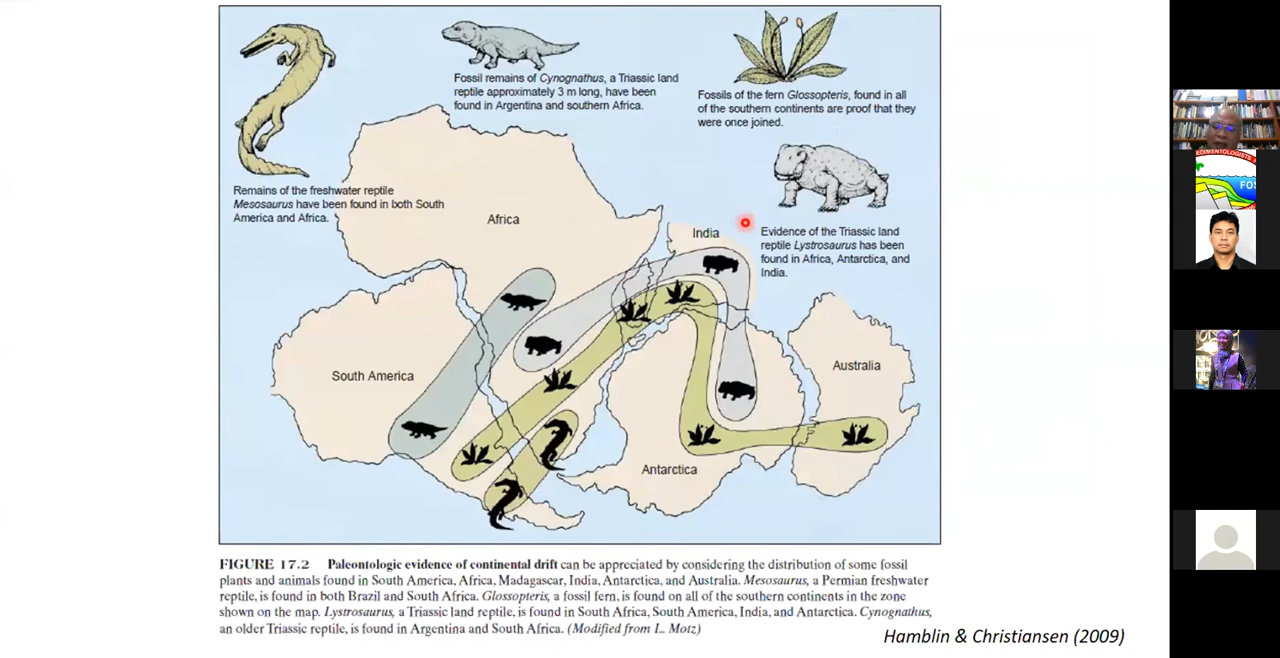 Fossil remains of Cynognathus, a Triassic land
reptile approximately 3 m long, have been
found in Argentina and southern Africa.
Fossils of the fern Glossopteris, found in all
of the southern continents are proof that they
were once joined.
Remains of the freshwater reptile
Mesosaurus have been found in both South
America and Africa.
Africa
India
Evidence of the Triassic land
reptile Lystrosaurus has been
found in Africa, Antarctica, and
India.
South America
Australia
Antarctica
FIGURE 17.2 Paleontologic evidence of continental drift can be appreciated by considering the distribution of some fossil
plants and animals found in South America, Africa, Madagascar, India, Antarctica, and Australia. Mesosaurus, a Permian freshwater
reptile, is found in both Brazil and South Africa. Glossopteris, a fossil fern, is found on all of the southern continents in the zone
shown on the map. Lystrosaurus, a Triassic land reptile, is found in South Africa, South America, India, and Antarctica. Cynognathus,
an older Triassic reptile, is found in Argentina and South Africa. (Modified from L. Motz)
Hamblin & Christiansen (2009)
EDIMENTOLOGISTS
FOS